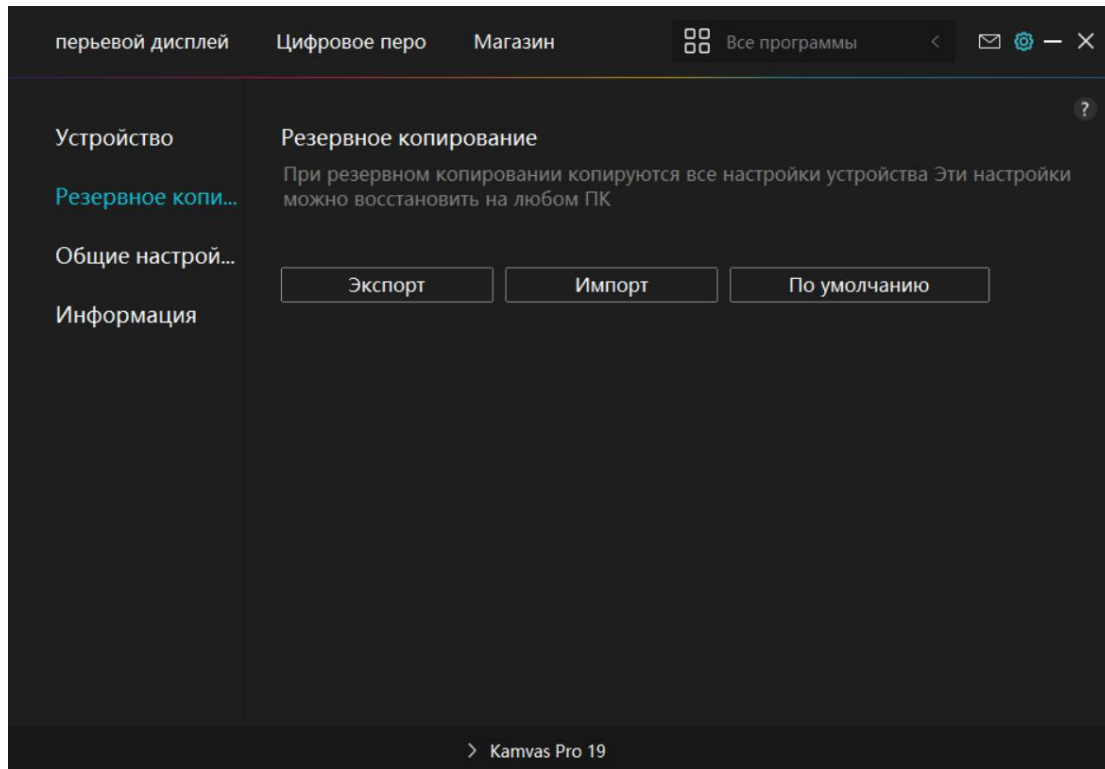 перьевой дисплей Цифровое перо Магазин Все программы
?
Устройство
Резервное копи...
Общие настрой...
Информация
Резервное копирование
При резервном копировании копируются все настройки устройства Эти настройки
можно восстановить на любом ПК
Экспорт Импорт По умолчанию
Kamvas Pro 19